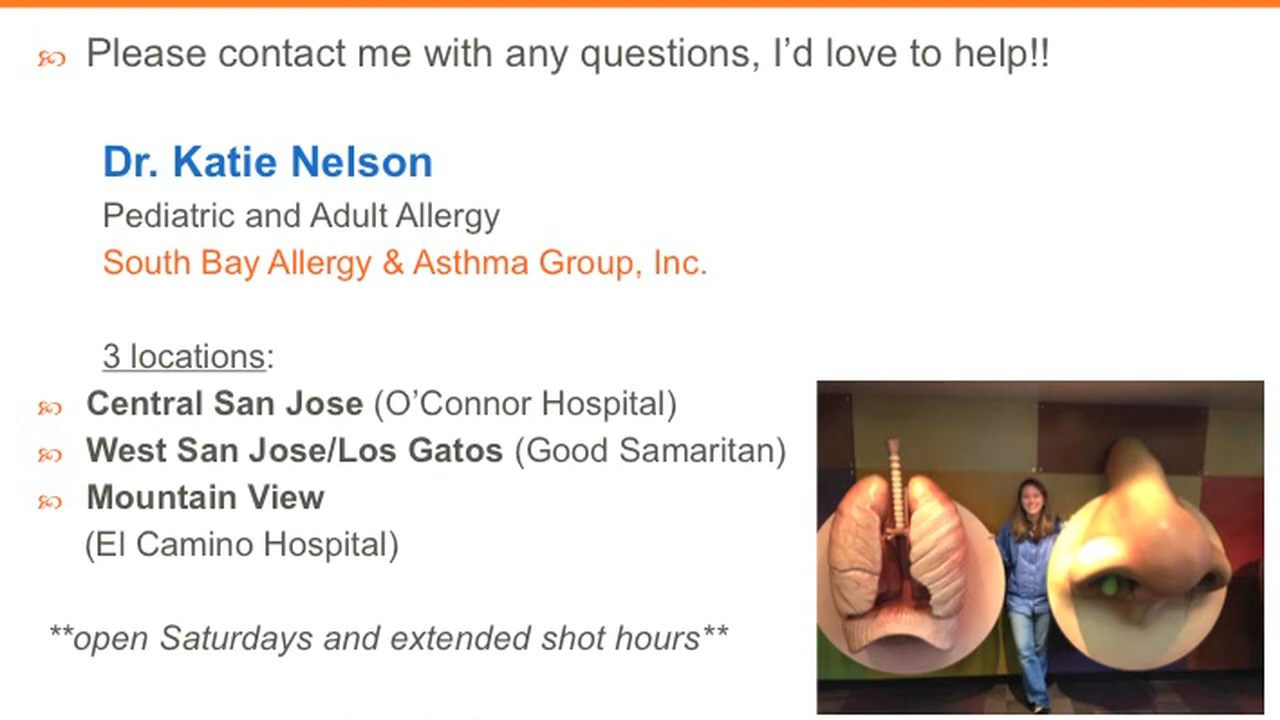 Please contact me with any questions, I’d love to help!!
Dr. Katie Nelson
Pediatric and Adult Allergy
South Bay Allergy & Asthma Group, Inc.
3 locations:
Central San Jose (O’Connor Hospital)
West San Jose/Los Gatos (Good Samaritan)
Mountain View
(El Camino Hospital)
**open Saturdays and extended shot hours**